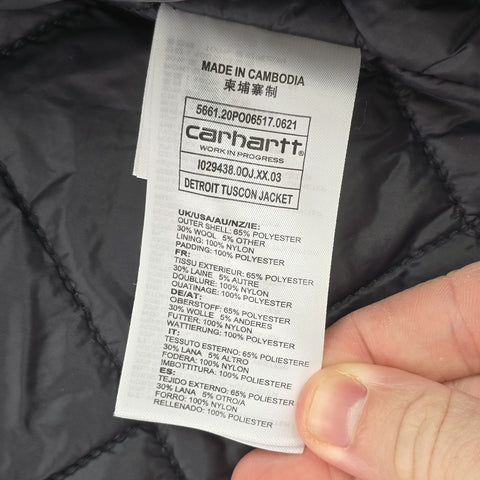 MADE IN CAMBODIA
柬埔寨制
5661.20PO06517.0621
carhartt
WORK IN PROGRESS
I029438.0OJ.XX.03
DETROIT TUSCON JACKET
UK/USA/AU/NZ/IE:
OUTER SHELL: 65% POLYESTER
30% WOOL 5% OTHER
LINING: 100% NYLON
PADDING: 100% POLYESTER
FR:
TISSU EXTERIEUR: 65% POLYESTER
30% LAINE 5% AUTRE
DOUBLURE: 100% NYLON
OUATINAGE: 100% POLYESTER
DE/AT:
OBERSTOFF: 65% POLYESTER
30% WOLLE 5% ANDERES
FUTTER: 100% NYLON
WATTIERUNG: 100% POLYESTER
IT:
TESSUTO ESTERNO: 65% POLIESTERE
30% LANA 5% ALTRO
FODERA: 100% NYLON
IMBOTTITURA: 100% POLIESTERE
ES:
TEJIDO EXTERNO: 65% POLIESTER
30% LANA 5% OTRO/A
FORRO: 100% NYLON
RELLENADO: 100% POLIESTER